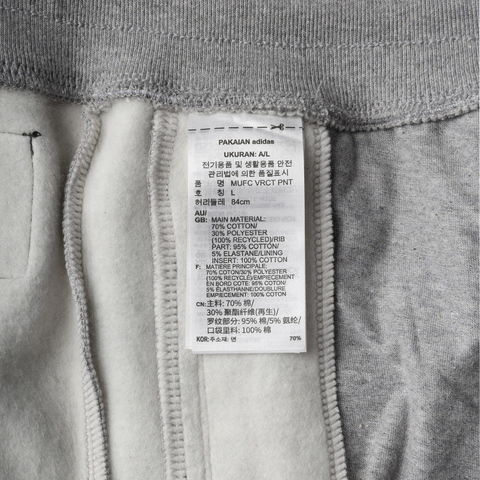 PAKAIAN adidas
UKURAN: A/L
전기용품 및 생활용품 안전
관리법에 의한 품질표시
품 명 MUFC VRCT PNT
호 칭 L
허리둘레 84cm
AU/
GB: MAIN MATERIAL:
70% COTTON/
30% POLYESTER
(100% RECYCLED)/RIB
PART: 95% COTTON/
5% ELASTANE/LINING
INSERT: 100% COTTON
F: MATIÈRE PRINCIPALE:
70% COTON/30% POLYESTER
(100% RECYCLÉ)/EMPIECEMENT
EN BORD COTE: 95% COTON/
5% ÉLASTHANNE/DOUBLURE
EMPIECEMENT: 100% COTON
CN: 主料: 70% 棉/
30% 聚酯纤维(再生)/
罗纹部分: 95% 棉/5% 氨纶/
口袋里料: 100% 棉
KOR: 주소재: 면 70%